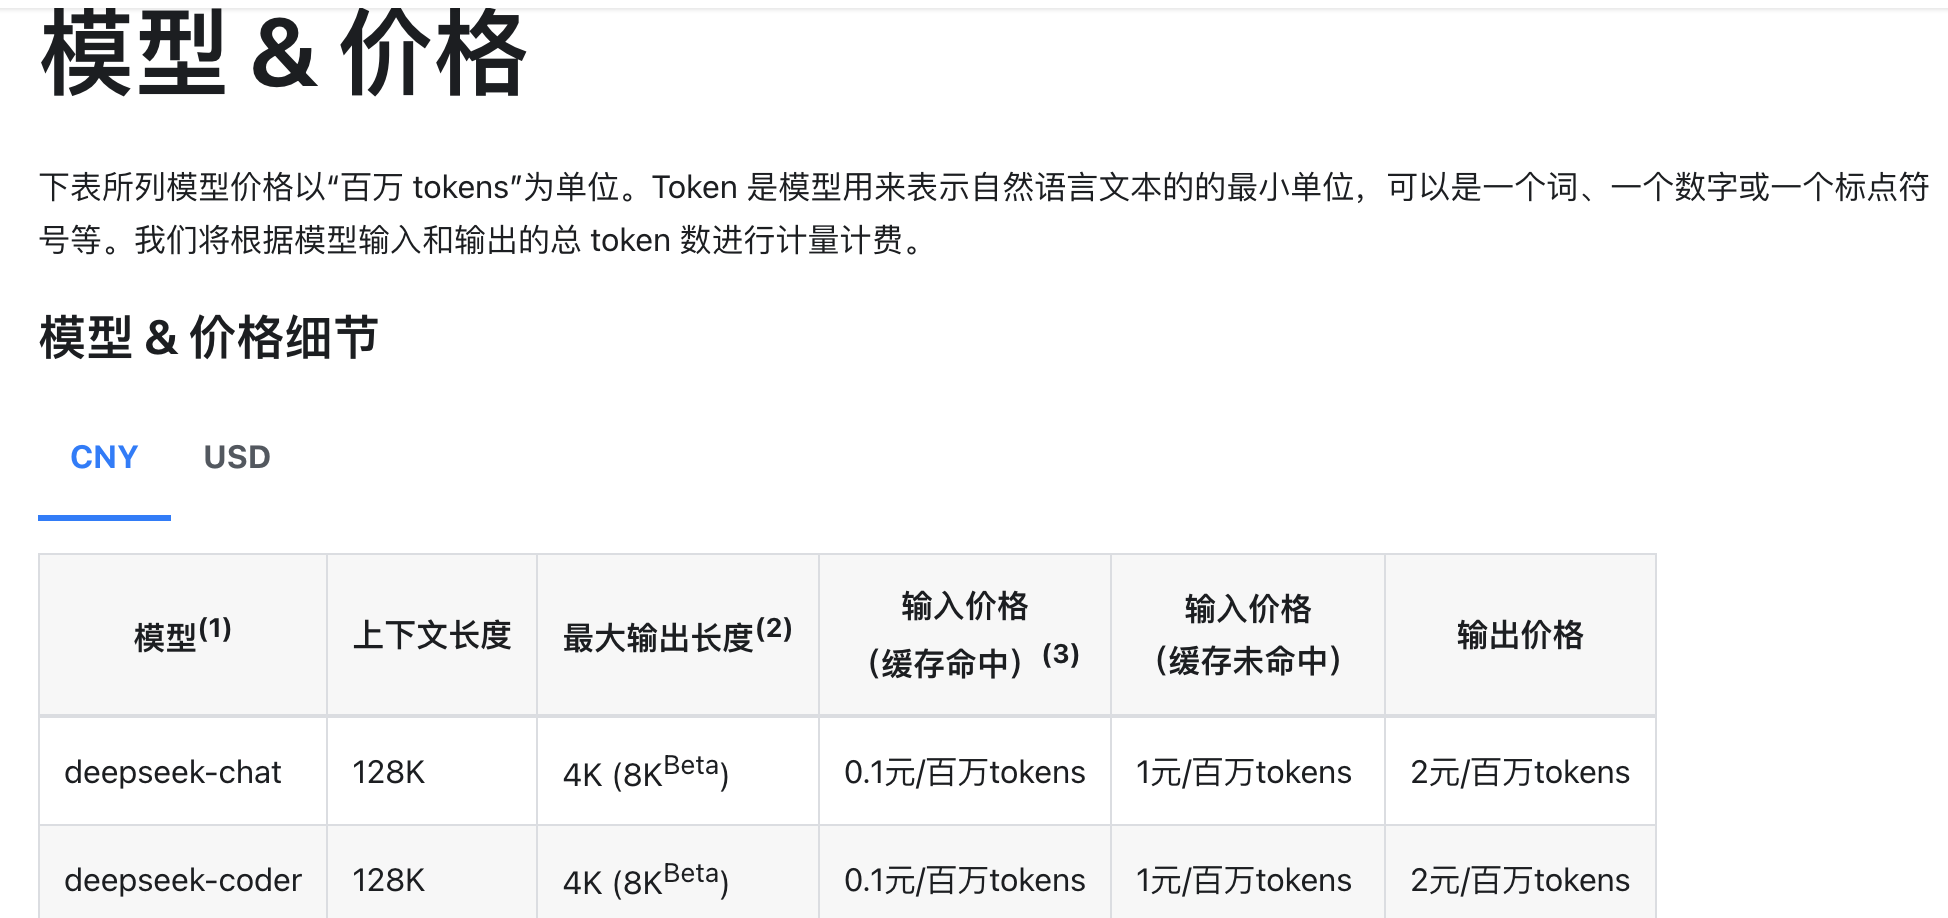 模型 & 价格
下表所列模型价格以“百万 tokens”为单位。Token 是模型用来表示自然语言文本的的最小单位，可以是一个词、一个数字或一个标点符
号等。我们将根据模型输入和输出的总 token 数进行计量计费。
模型 & 价格细节
CNY USD
模型(1) 上下文长度 最大输出长度(2) 输入价格（缓存命中）(3) 输入价格（缓存未命中） 输出价格
deepseek-chat 128K 4K (8KBeta) 0.1元/百万tokens 1元/百万tokens 2元/百万tokens
deepseek-coder 128K 4K (8KBeta) 0.1元/百万tokens 1元/百万tokens 2元/百万tokens